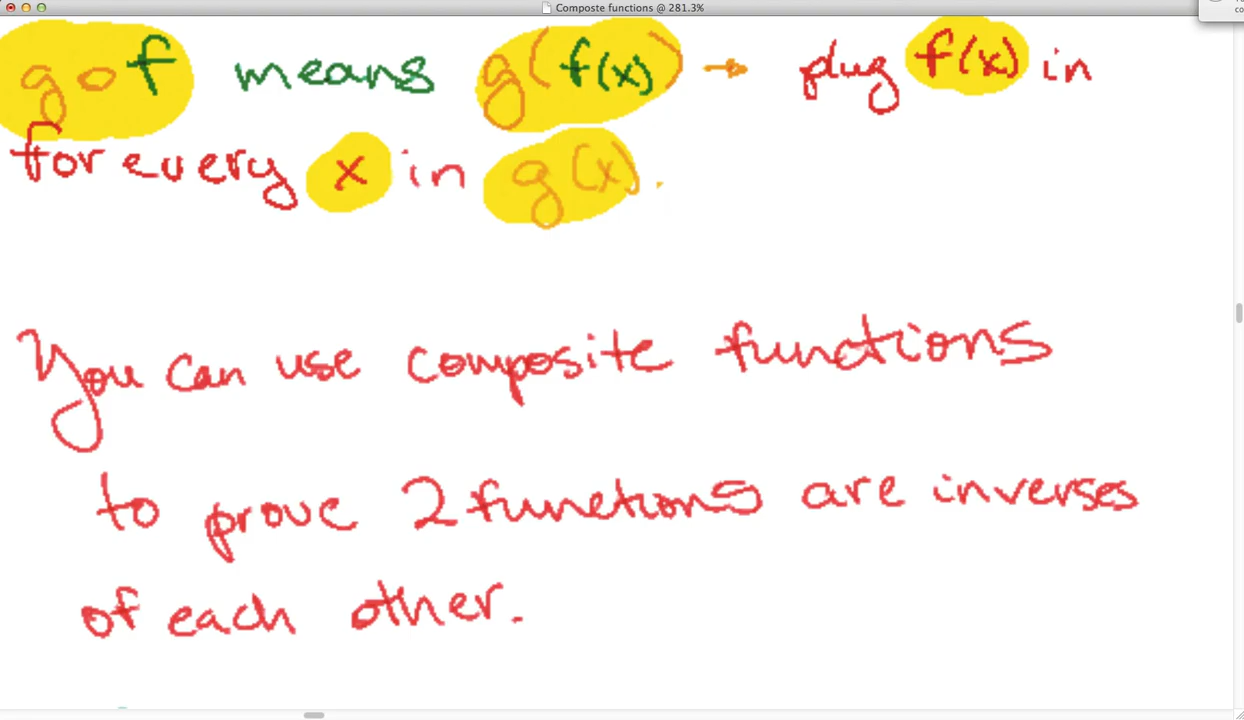 Composte functions @ 281.3%
co
g o f means g(f(x)) → plug f(x) in
for every x in g(x).
You can use composite functions
to prove 2 functions are inverses
of each other.